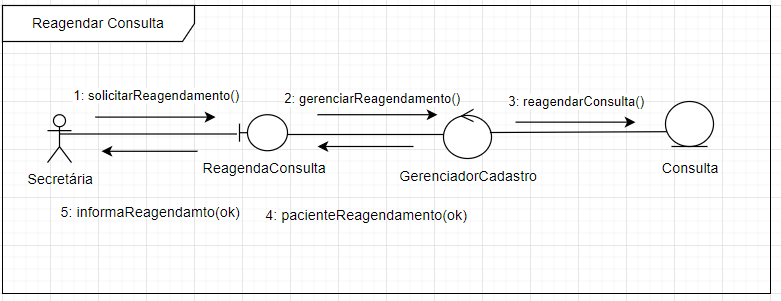 Reagendar Consulta
1: solicitarReagendamento()
2: gerenciarReagendamento()
3: reagendarConsulta()
Secretária
ReagendaConsulta
GerenciadorCadastro
Consulta
5: informaReagendamto(ok)
4: pacienteReagendamento(ok)